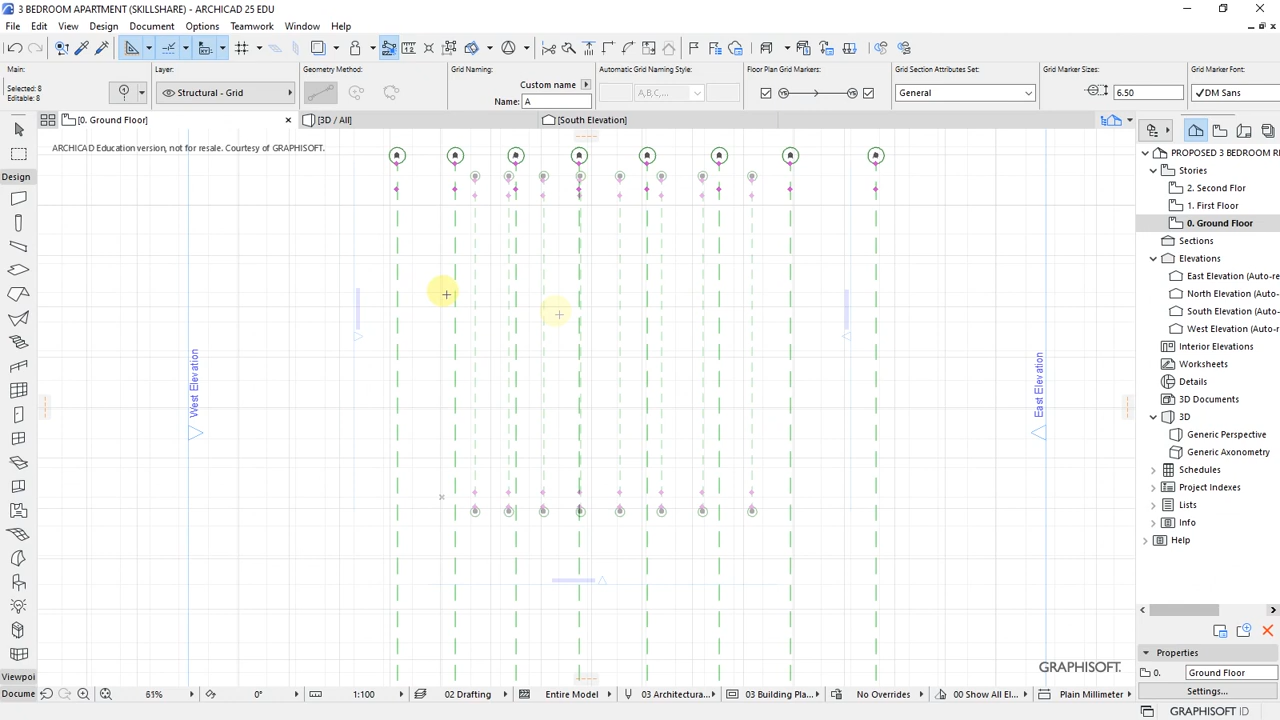 3 BEDROOM APARTMENT (SKILLSHARE) - ARCHICAD 25 EDU
File Edit View Design Document Options Teamwork Window Help
Main:
Selected: 8
Editable: 8
Layer:
Structural - Grid
Geometry Method:
Grid Naming:
Custom name
Name: A
Automatic Grid Naming Style:
A,B,C,...
Floor Plan Grid Markers:
Grid Section Attributes Set:
General
Grid Marker Sizes:
6.50
Grid Marker Font:
DM Sans
[0. Ground Floor]
[3D / All]
[South Elevation]
ARCHICAD Education version, not for resale. Courtesy of GRAPHISOFT.
Design
Viewpoi
Docume
West Elevation
East Elevation
GRAPHISOFT.
PROPOSED 3 BEDROOM RE
Stories
2. Second Flor
1. First Floor
0. Ground Floor
Sections
Elevations
East Elevation (Auto-re
North Elevation (Auto-
South Elevation (Auto-r
West Elevation (Auto-r
Interior Elevations
Worksheets
Details
3D Documents
3D
Generic Perspective
Generic Axonometry
Schedules
Project Indexes
Lists
Info
Help
Properties
0. Ground Floor
Settings...
61%
0°
1:100
02 Drafting
Entire Model
03 Architectura...
03 Building Pla...
No Overrides
00 Show All El...
Plain Millimeter
GRAPHISOFT ID